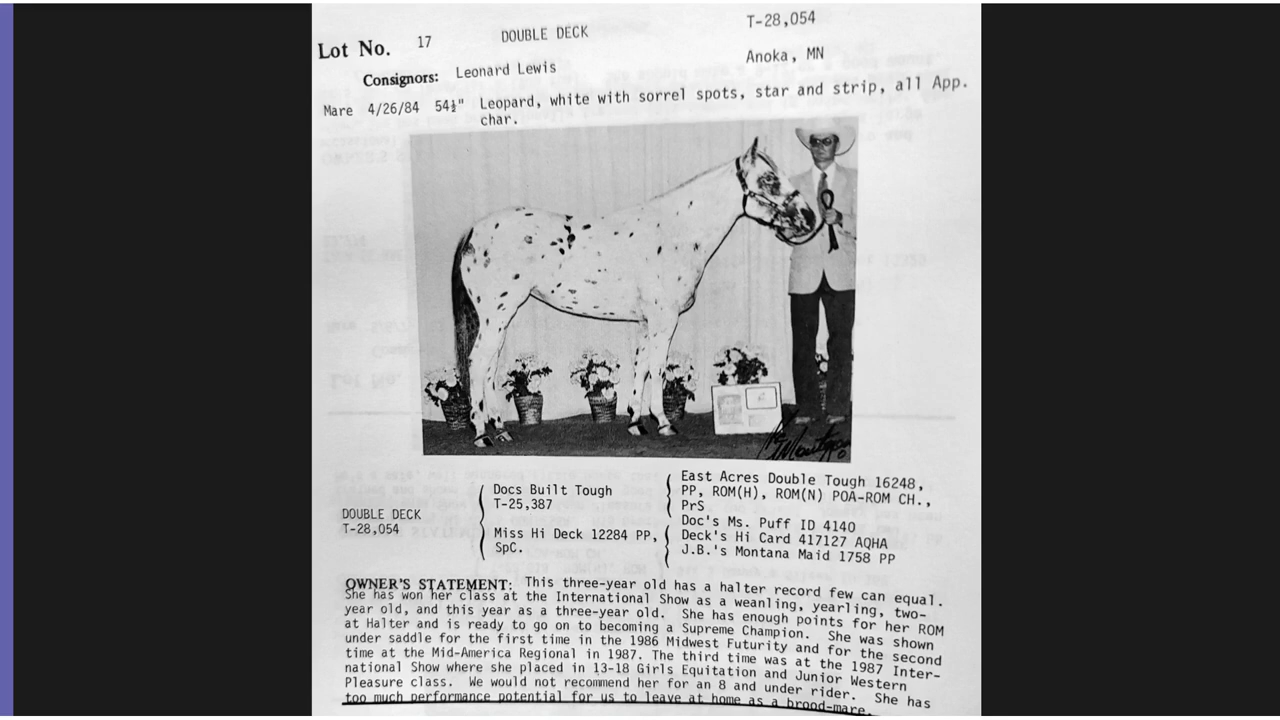 Lot No. 17 DOUBLE DECK T-28,054
Consignors: Leonard Lewis Anoka, MN
Mare 4/26/84 54½" Leopard, white with sorrel spots, star and strip, all App.
char.
Docs Built Tough
T-25,387
East Acres Double Tough 16248,
PP, ROM(H), ROM(N) POA-ROM CH.,
PrS
Doc's Ms. Puff ID 4140
DOUBLE DECK
T-28,054
Miss Hi Deck 12284 PP,
SpC.
Deck's Hi Card 417127 AQHA
J.B.'s Montana Maid 1758 PP
OWNER'S STATEMENT: This three-year old has a halter record few can equal.
She has won her class at the International Show as a weanling, yearling, two-
year old, and this year as a three-year old. She has enough points for her ROM
at Halter and is ready to go on to becoming a Supreme Champion. She was shown
under saddle for the first time in the 1986 Midwest Futurity and for the second
time at the Mid-America Regional in 1987. The third time was at the 1987 Inter-
national Show where she placed in 13-18 Girls Equitation and Junior Western
Pleasure class. We would not recommend her for an 8 and under rider. She has
too much performance potential for us to leave at home as a brood-mare.